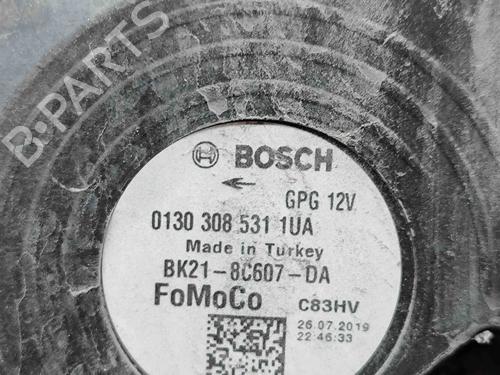 B-PARTS
BOSCH
GPG 12V
0130 308 531 1UA
Made in Turkey
BK21-8C607-DA
FoMoCo C83HV
26.07.2019
22:46:33